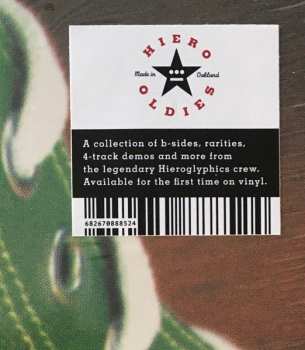 HIERO
Made in Oakland
OLDIES
A collection of b-sides, rarities,
4-track demos and more from
the legendary Hieroglyphics crew.
Available for the first time on vinyl.
682670888524